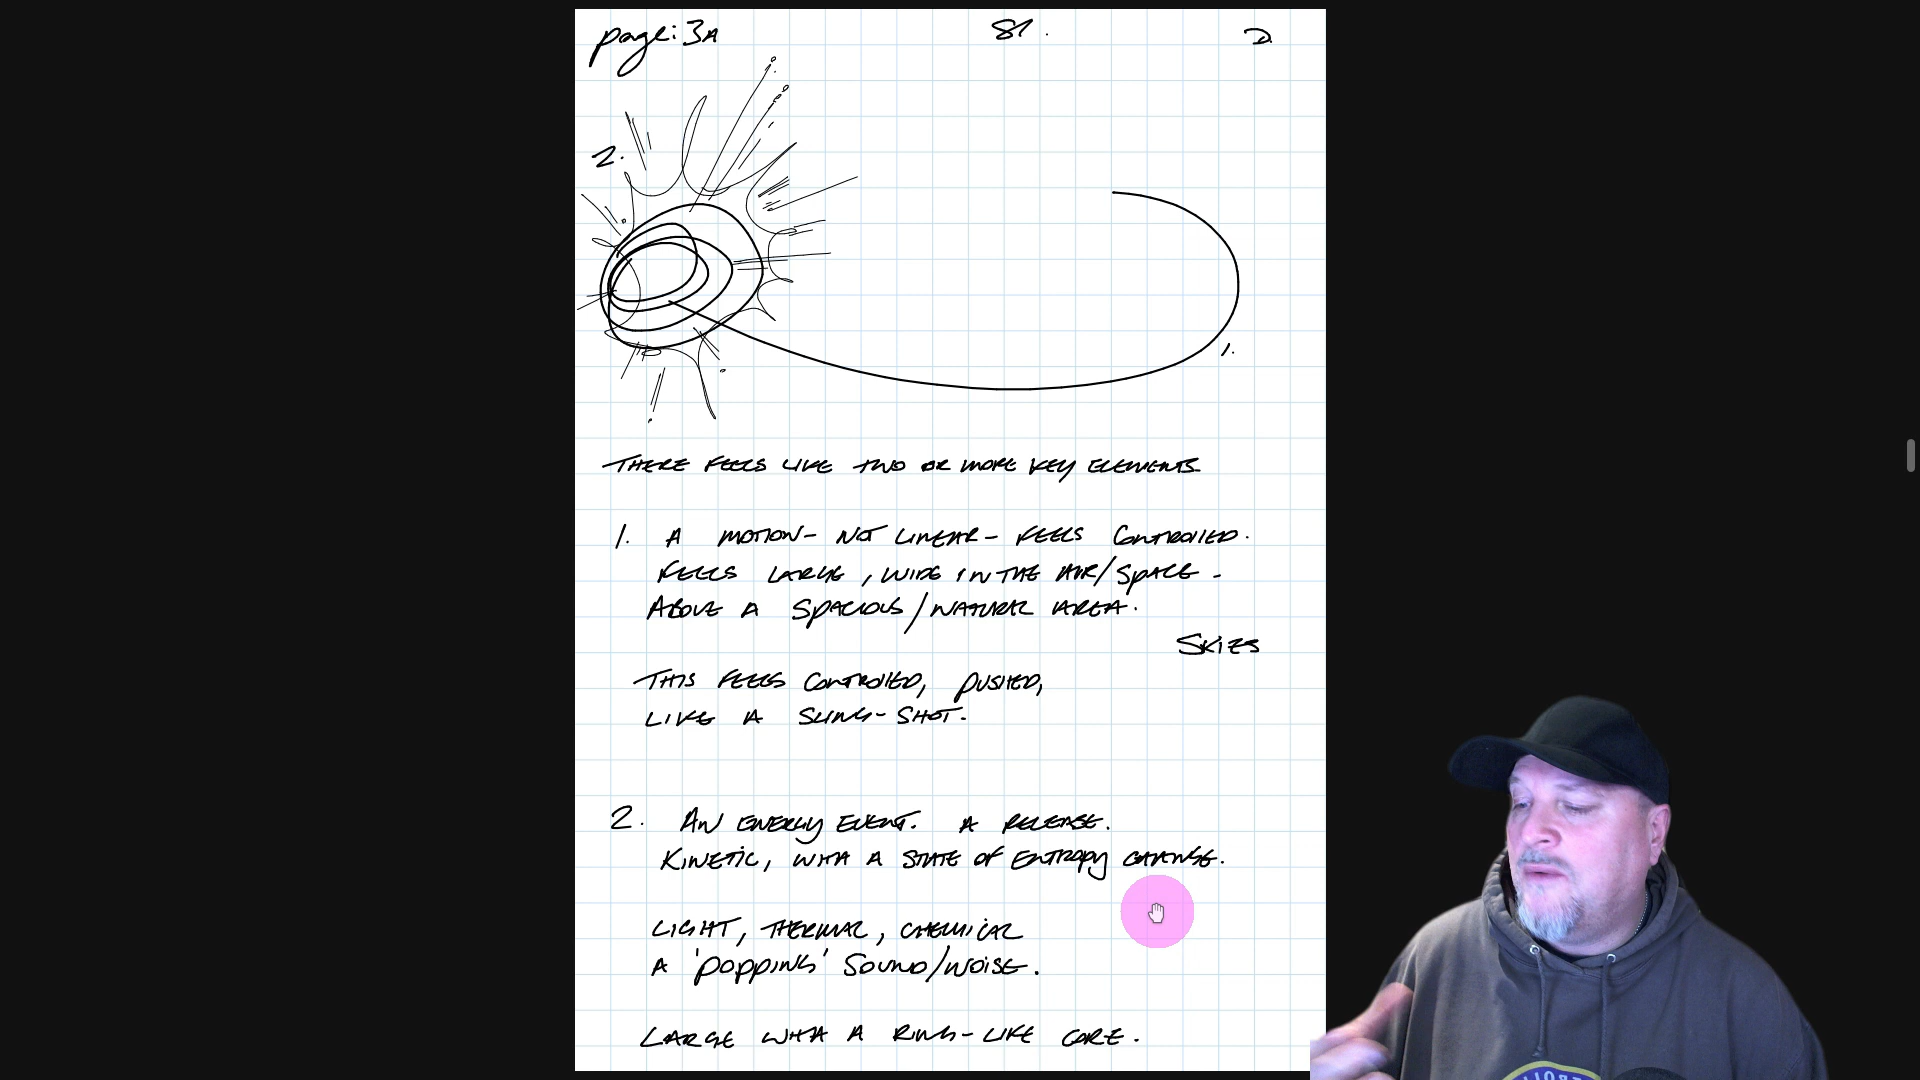 page: 3A
S1.
D.
2.
1.
THERE FEELS LIKE TWO OR MORE KEY ELEMENTS
1. A MOTION - NOT LINEAR - FEELS CONTROLLED.
FEELS LARGE, WIDE IN THE AIR/SPACE -
ABOVE A SPACIOUS/NATURAL AREA.
SKIES
THIS FEELS CONTROLLED, PUSHED,
LIKE A SLING-SHOT.
2. AN ENERGY EVENT. A RELEASE.
KINETIC, WITH A STATE OF ENTROPY CHANGE.
LIGHT, THERMAL, CHEMICAL
A 'POPPING' SOUND/NOISE.
LARGE WITH A RING-LIKE CORE.